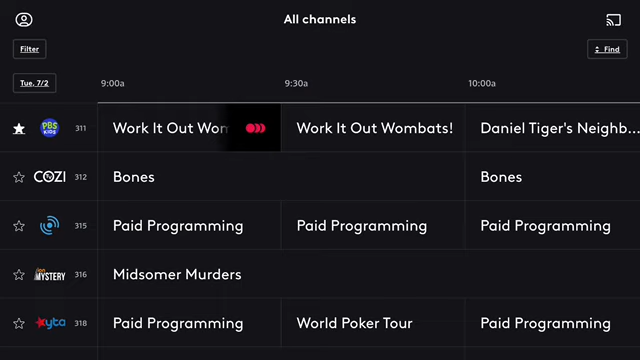 All channels
Filter
Find
Tue, 7/2
9:00a
9:30a
10:00a
PBS KIDS
311
Work It Out Wom
Work It Out Wombats!
Daniel Tiger's Neighb...
COZI
312
Bones
Bones
315
Paid Programming
Paid Programming
Paid Programming
ion MYSTERY
316
Midsomer Murders
xyta
318
Paid Programming
World Poker Tour
Paid Programming